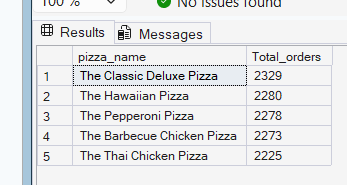 100 %
No issues found
Results
Messages
pizza_name Total_orders
1 The Classic Deluxe Pizza 2329
2 The Hawaiian Pizza 2280
3 The Pepperoni Pizza 2278
4 The Barbecue Chicken Pizza 2273
5 The Thai Chicken Pizza 2225